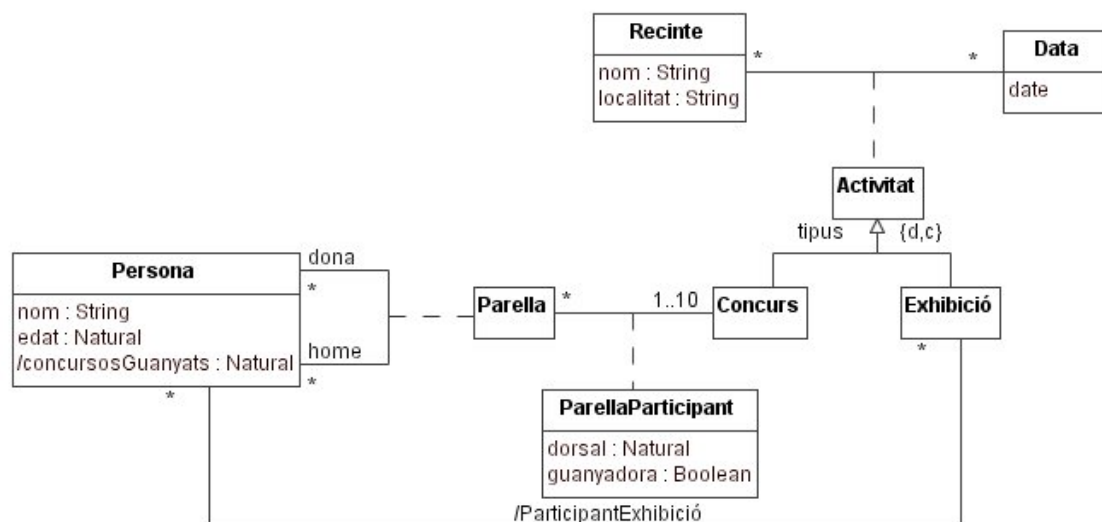 Recinte
nom : String
localitat : String
*
*
Data
date
Activitat
tipus
{d,c}
Persona
nom : String
edat : Natural
/concursosGuanyats : Natural
dona
*
home
*
*
Parella
*
1..10
Concurs
Exhibició
*
ParellaParticipant
dorsal : Natural
guanyadora : Boolean
/ParticipantExhibició